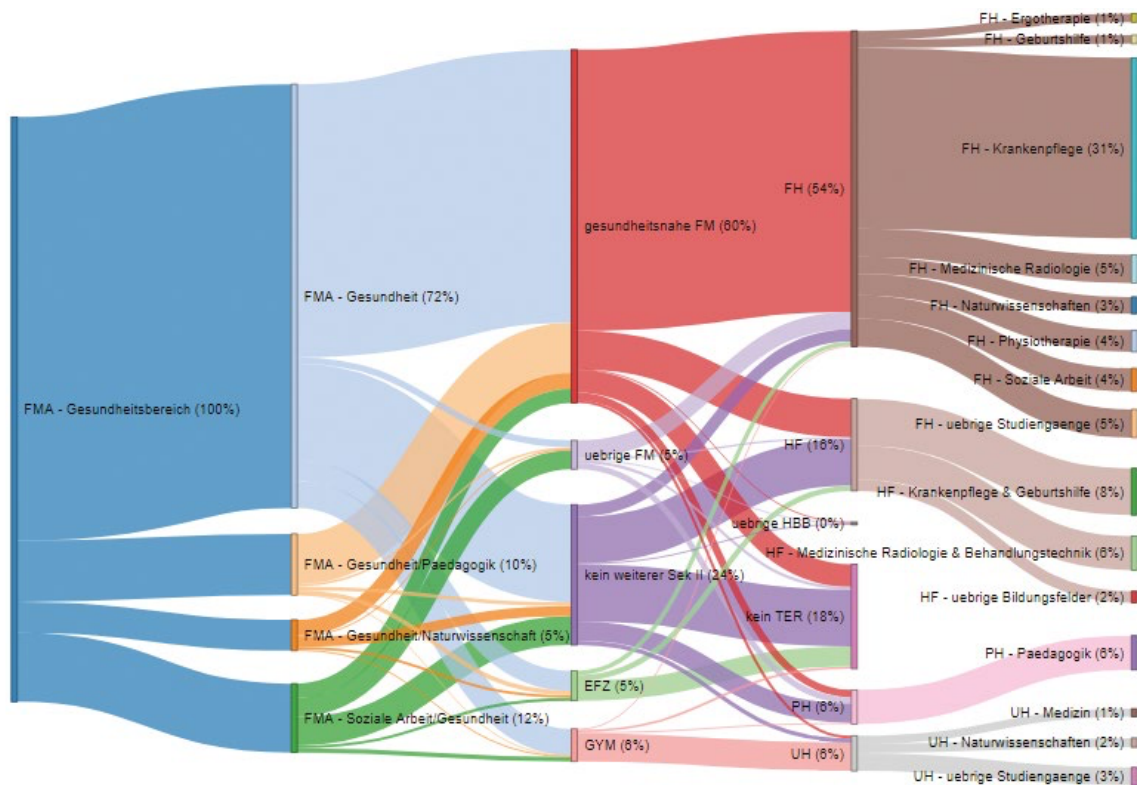 FMA - Gesundheitsbereich (100%)
FMA - Gesundheit (72%)
FMA - Gesundheit/Paedagogik (10%)
FMA - Gesundheit/Naturwissenschaft (5%)
FMA - Soziale Arbeit/Gesundheit (12%)
gesundheitsnahe FM (60%)
uebrige FM (5%)
kein weiterer Sek II (24%)
EFZ (5%)
GYM (6%)
FH (54%)
HF (16%)
uebrige HBB (0%)
kein TER (18%)
PH (6%)
UH (6%)
FH - Ergotherapie (1%)
FH - Geburtshilfe (1%)
FH - Krankenpflege (31%)
FH - Medizinische Radiologie (5%)
FH - Naturwissenschaften (3%)
FH - Physiotherapie (4%)
FH - Soziale Arbeit (4%)
FH - uebrige Studiengaenge (5%)
HF - Krankenpflege & Geburtshilfe (8%)
HF - Medizinische Radiologie & Behandlungstechnik (6%)
HF - uebrige Bildungsfelder (2%)
PH - Paedagogik (6%)
UH - Medizin (1%)
UH - Naturwissenschaften (2%)
UH - uebrige Studiengaenge (3%)